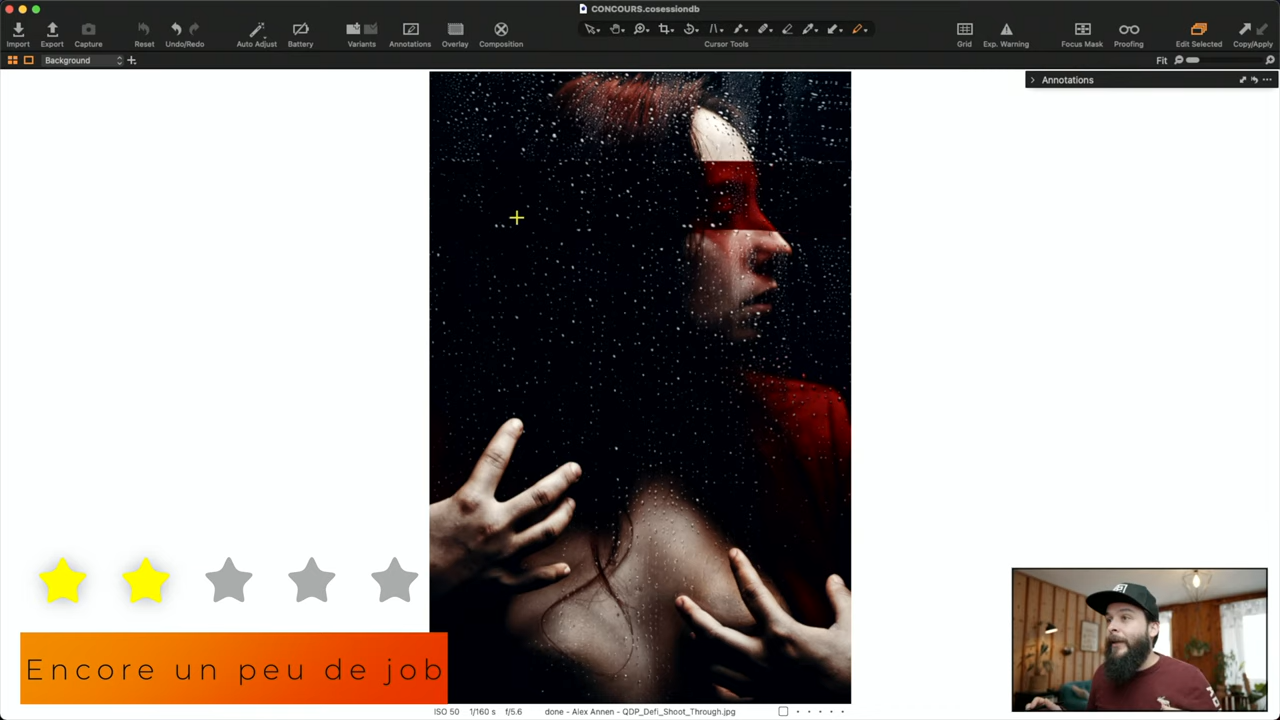 CONCOURS.cosessiondb
Import Export Capture Reset Undo/Redo Auto Adjust Battery Variants Annotations Overlay Composition Cursor Tools Grid Exp. Warning Focus Mask Proofing Edit Selected Copy/Apply
Background Fit
Annotations
Encore un peu de job
ISO 50 1/160 s f/5.6 done - Alex Annen - QDP_Defi_Shoot_Through.jpg